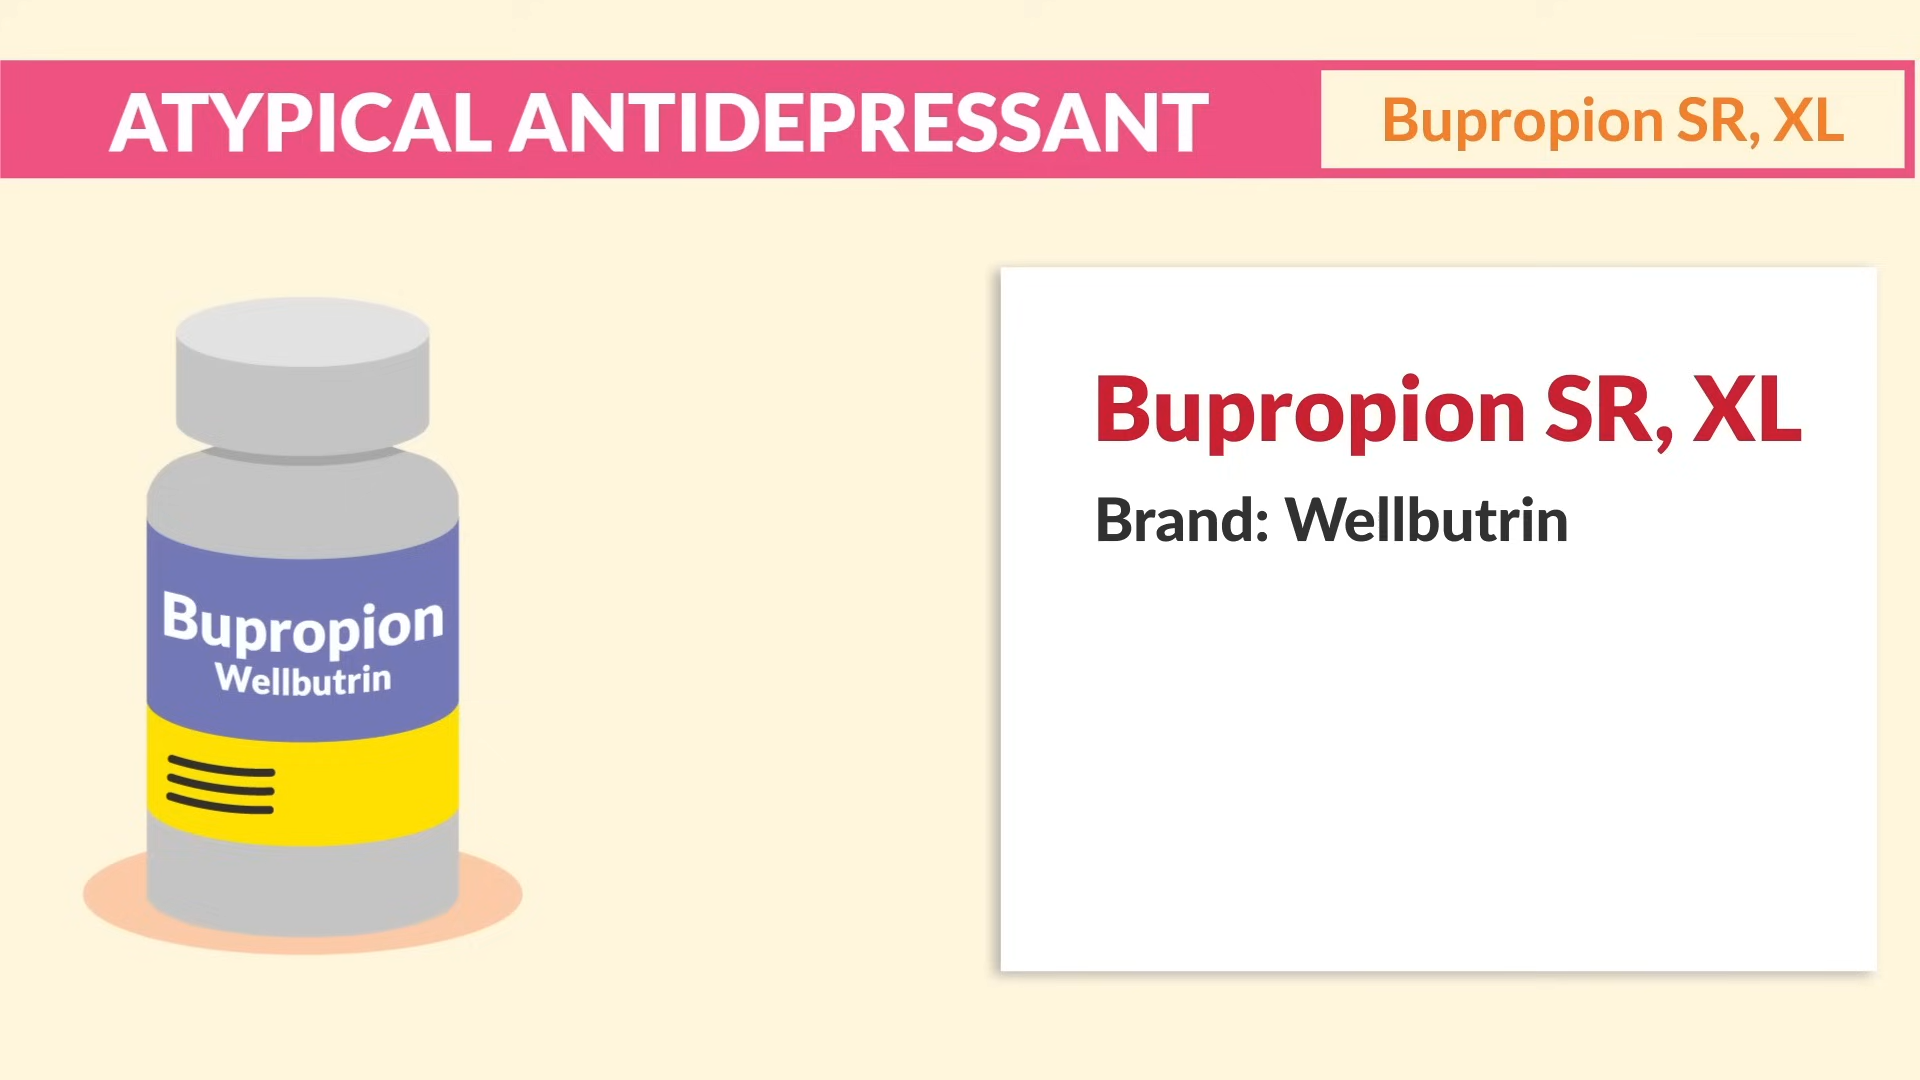 ATYPICAL ANTIDEPRESSANT
Bupropion SR, XL
Bupropion SR, XL
Brand: Wellbutrin
Bupropion
Wellbutrin